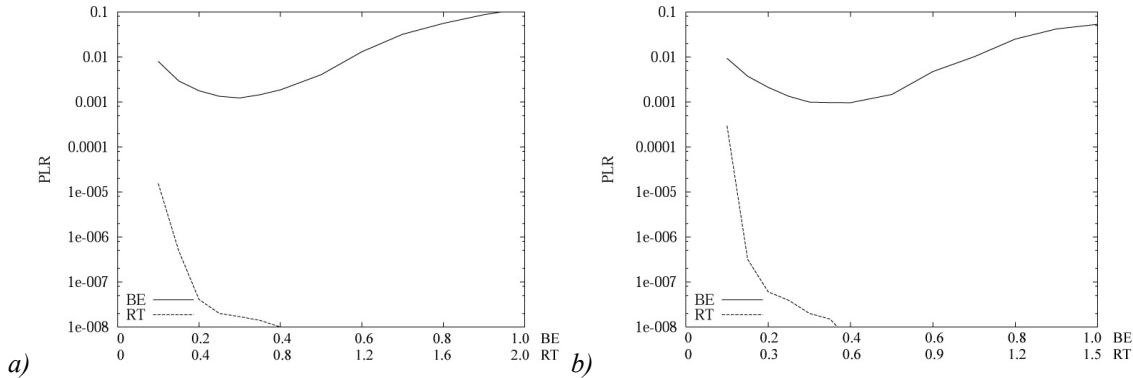 0.1
0.01
0.001
0.0001
1e-005
1e-006
1e-007
1e-008
PLR
BE
RT
0 0.2 0.4 0.6 0.8 1.0 BE
0 0.4 0.8 1.2 1.6 2.0 RT
a)
0.1
0.01
0.001
0.0001
1e-005
1e-006
1e-007
1e-008
PLR
BE
RT
0 0.2 0.4 0.6 0.8 1.0 BE
0 0.3 0.6 0.9 1.2 1.5 RT
b)